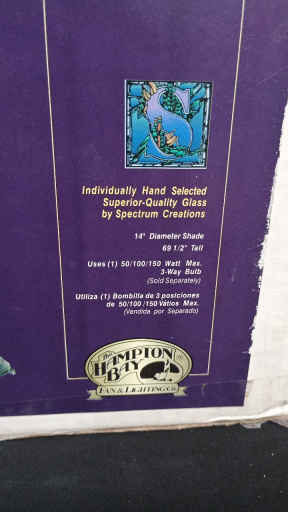 S
Individually Hand Selected
Superior-Quality Glass
by Spectrum Creations
14" Diameter Shade
69 1/2" Tall
Uses (1) 50/100/150 Watt Max.
3-Way Bulb
(Sold Separately)
Utiliza (1) Bombilla de 3 posiciones
de 50/100/150 Vatios Max.
(Vendida por Separado)
The
HAMPTON
BAY
FAN & LIGHTING Co.